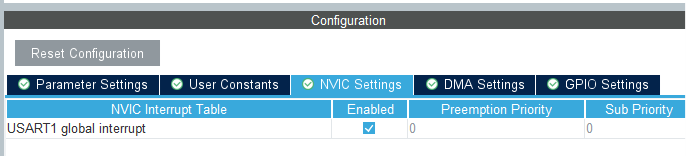 Configuration
Reset Configuration
Parameter Settings User Constants NVIC Settings DMA Settings GPIO Settings
NVIC Interrupt Table Enabled Preemption Priority Sub Priority
USART1 global interrupt 0 0